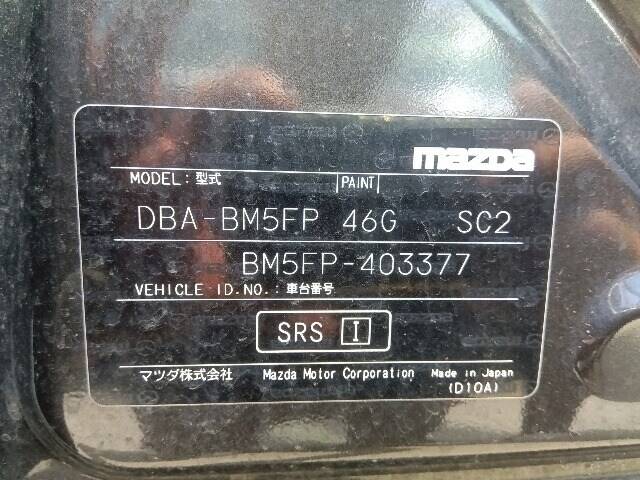 mazda
MODEL: 型式 PAINT
DBA-BM5FP 46G SC2
BM5FP-403377
VEHICLE ID.NO.: 車台番号
SRS I
マツダ株式会社 Mazda Motor Corporation Made in Japan
(D10A)